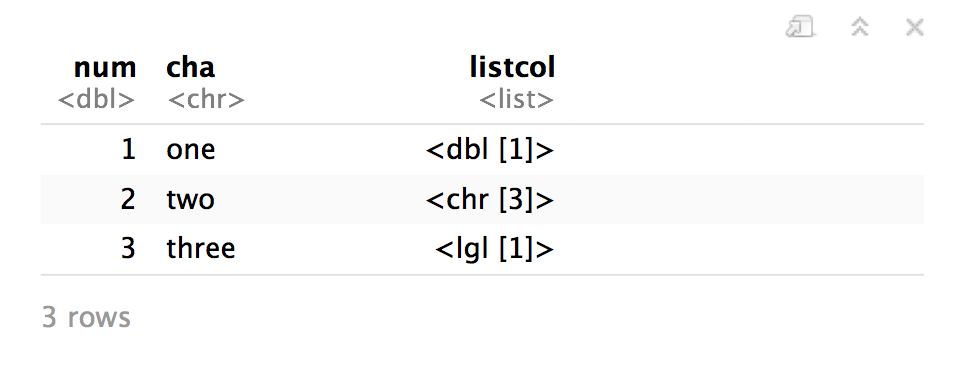 num cha listcol
<dbl> <chr> <list>
1 one <dbl [1]>
2 two <chr [3]>
3 three <lgl [1]>
3 rows